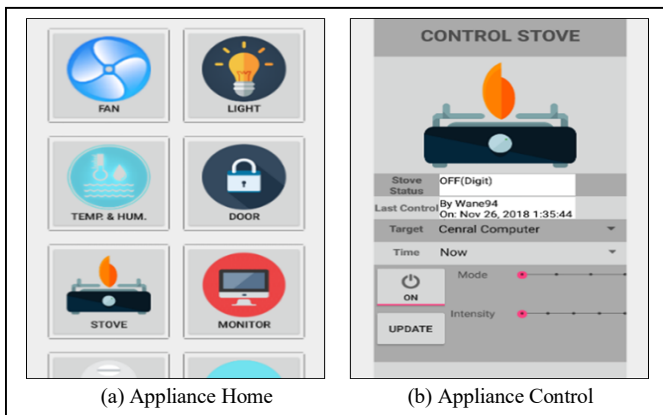 FAN
LIGHT
TEMP. & HUM.
DOOR
STOVE
MONITOR
(a) Appliance Home
CONTROL STOVE
Stove Status
OFF(Digit)
Last Control
By Wane94
On: Nov 26, 2018 1:35:44
Target Cenral Computer
Time Now
ON
Mode
UPDATE
Intensity
(b) Appliance Control